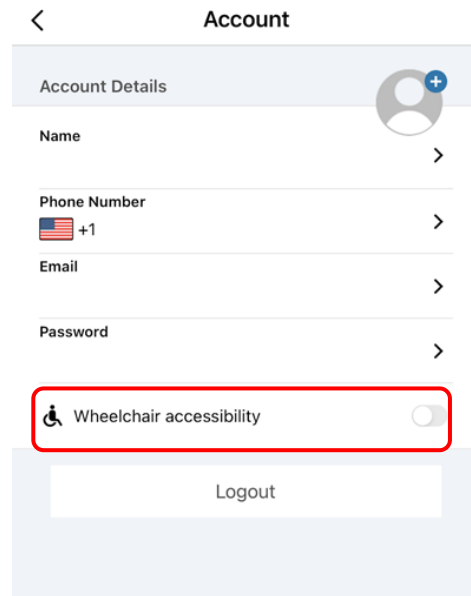 Account
Account Details
Name
Phone Number
+1
Email
Password
Wheelchair accessibility
Logout